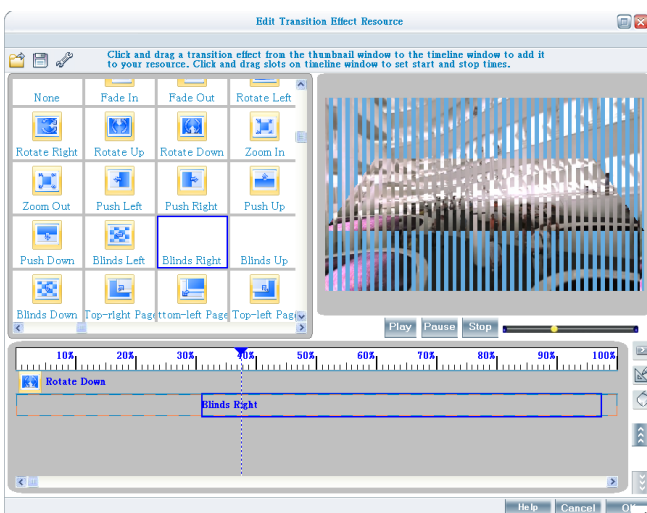 Edit Transition Effect Resource
Click and drag a transition effect from the thumbnail window to the timeline window to add it
to your resource. Click and drag slots on timeline window to set start and stop times.
None Fade In Fade Out Rotate Left
Rotate Right Rotate Up Rotate Down Zoom In
Zoom Out Push Left Push Right Push Up
Push Down Blinds Left Blinds Right Blinds Up
Blinds Down Top-right Page ttom-left Page Top-left Page
Play Pause Stop
10% 20% 30% 40% 50% 60% 70% 80% 90% 100%
Rotate Down
Blinds Right
Help Cancel